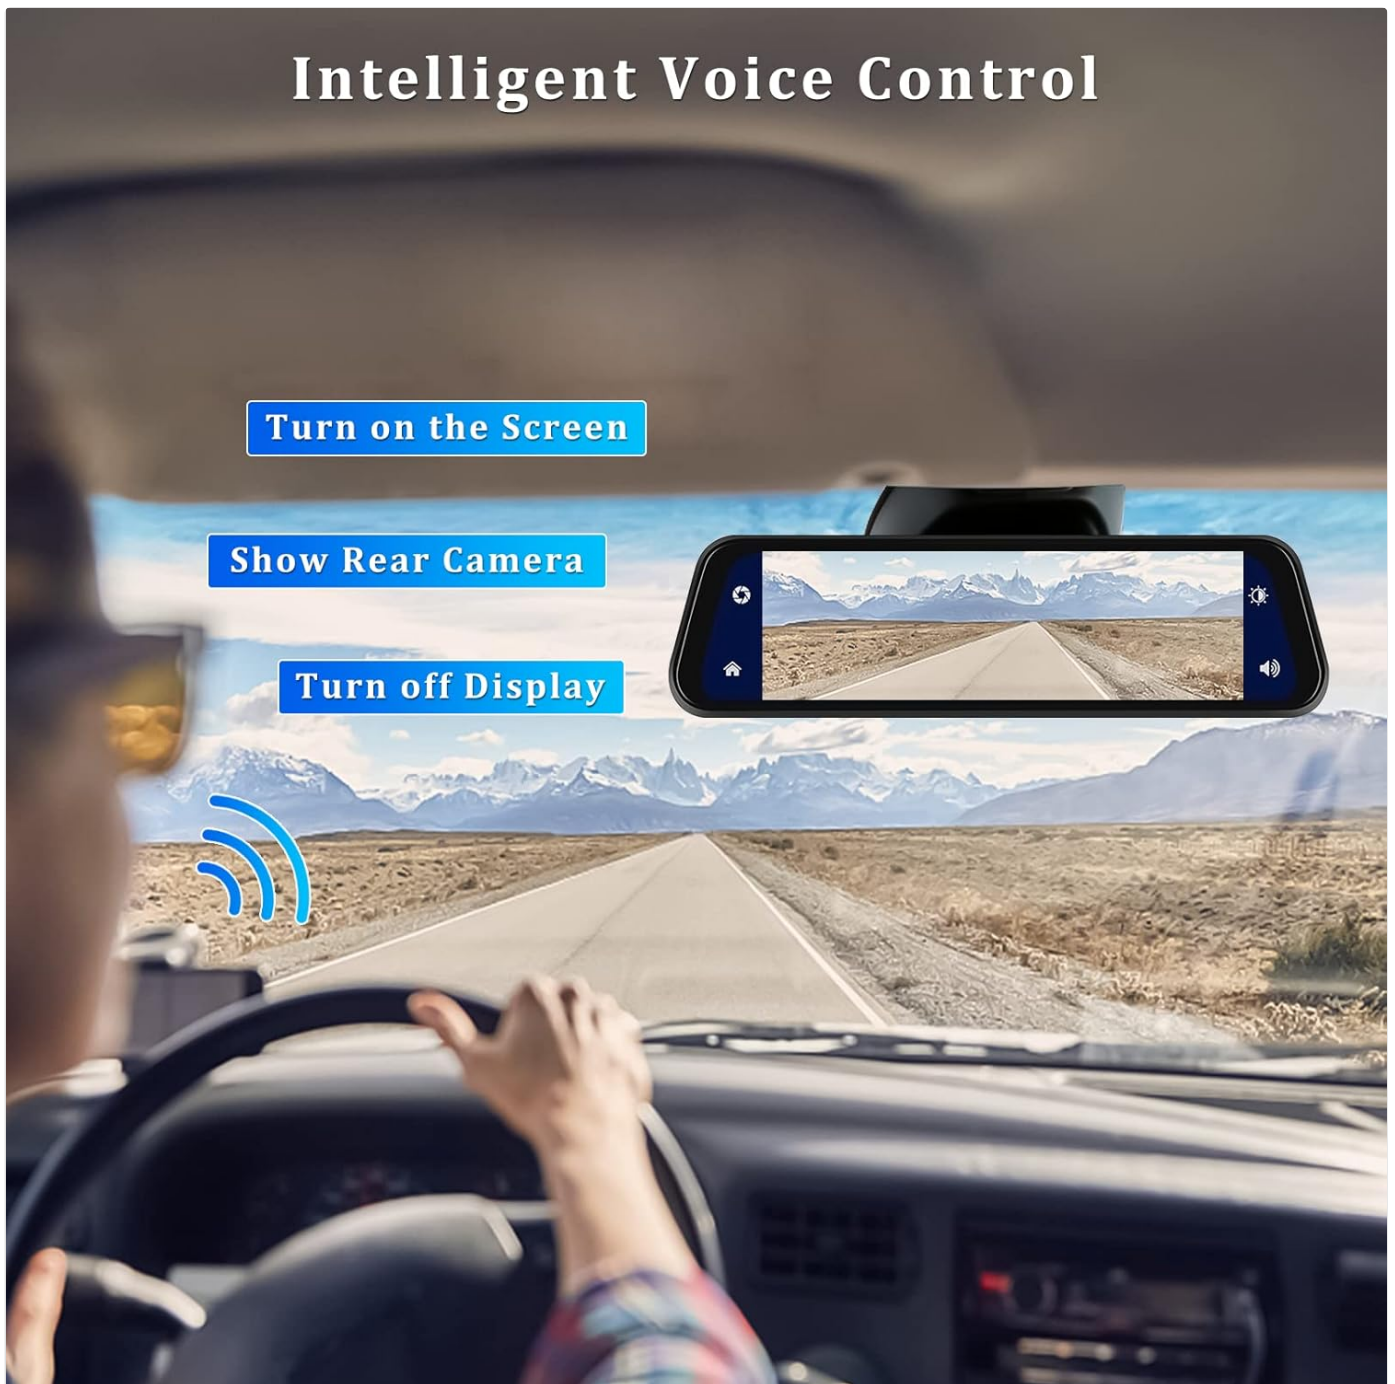 Intelligent Voice Control
Turn on the Screen
Show Rear Camera
Turn off Display